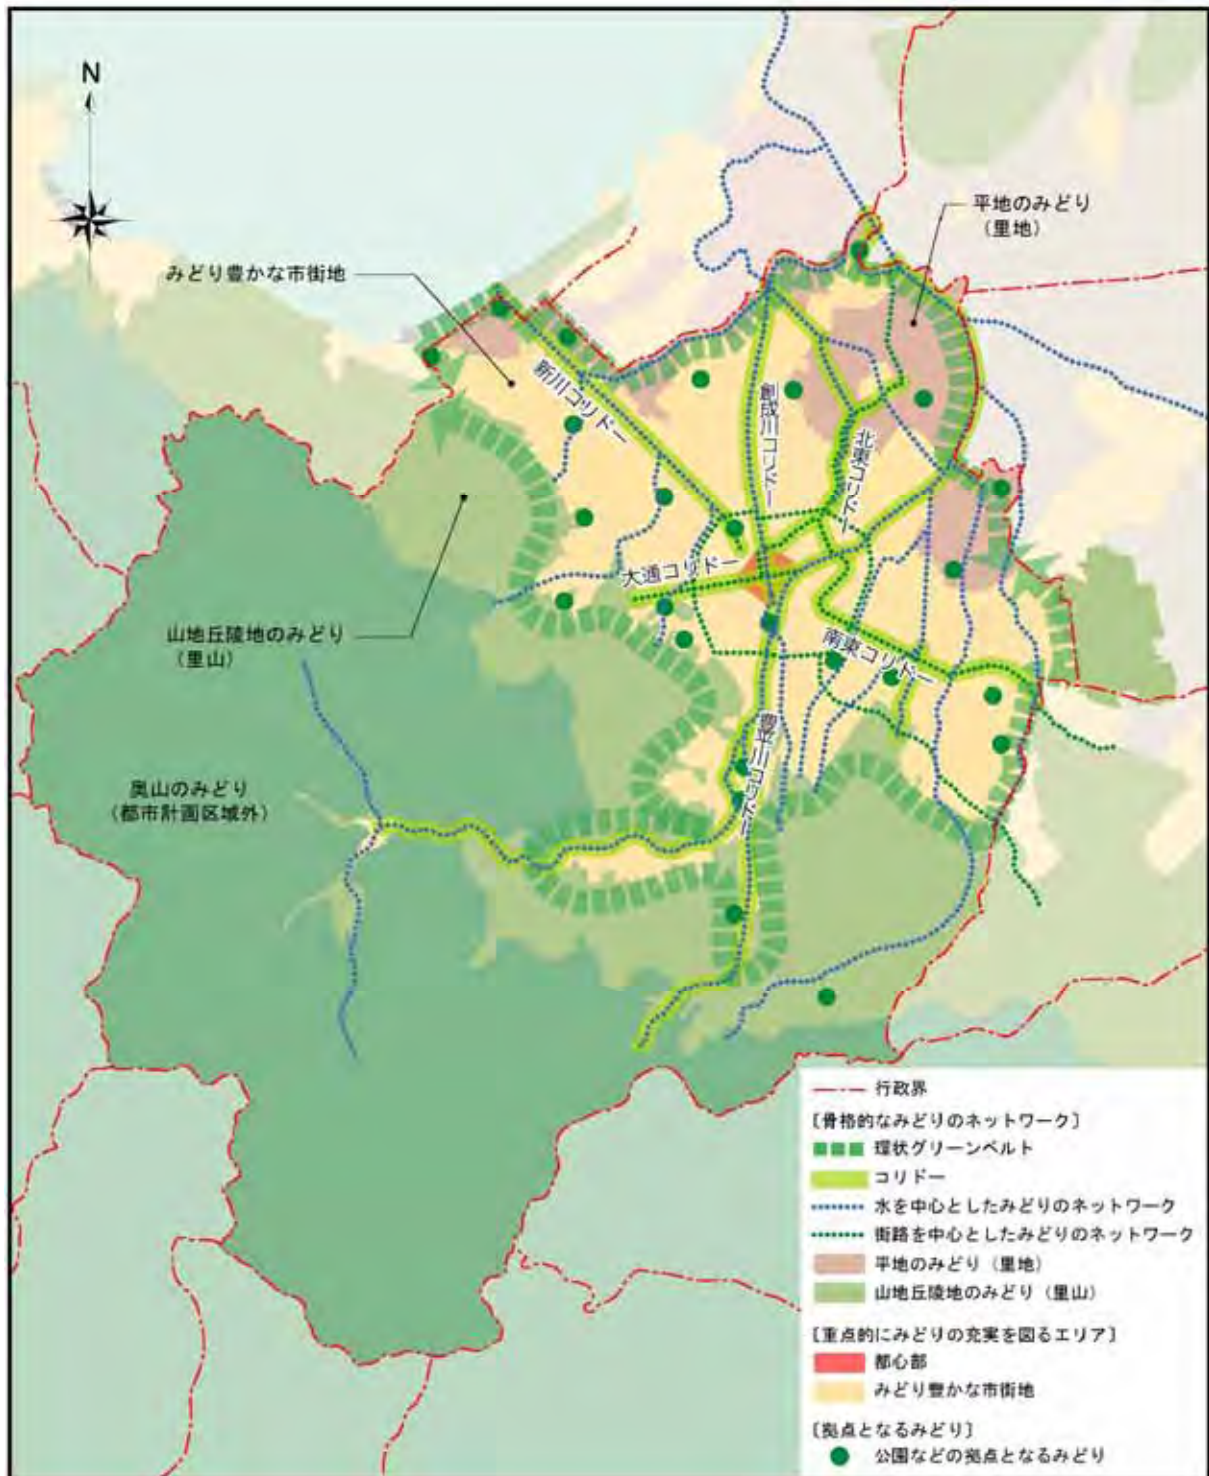 N
平地のみどり
(里地)
みどり豊かな市街地
新川コリドー
創成川コリドー
北東コリドー
大通コリドー
山地丘陵地のみどり
(里山)
南東コリドー
豊平川コリドー
奥山のみどり
(都市計画区域外)
行政界
〔骨格的なみどりのネットワーク〕
環状グリーンベルト
コリドー
水を中心としたみどりのネットワーク
街路を中心としたみどりのネットワーク
平地のみどり(里地)
山地丘陵地のみどり(里山)
〔重点的にみどりの充実を図るエリア〕
都心部
みどり豊かな市街地
〔拠点となるみどり〕
公園などの拠点となるみどり